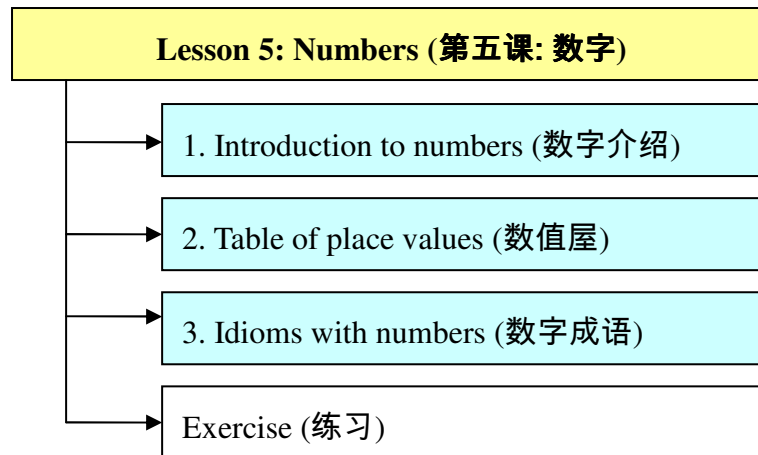 Lesson 5: Numbers (第五课: 数字)
1. Introduction to numbers (数字介绍)
2. Table of place values (数值屋)
3. Idioms with numbers (数字成语)
Exercise (练习)